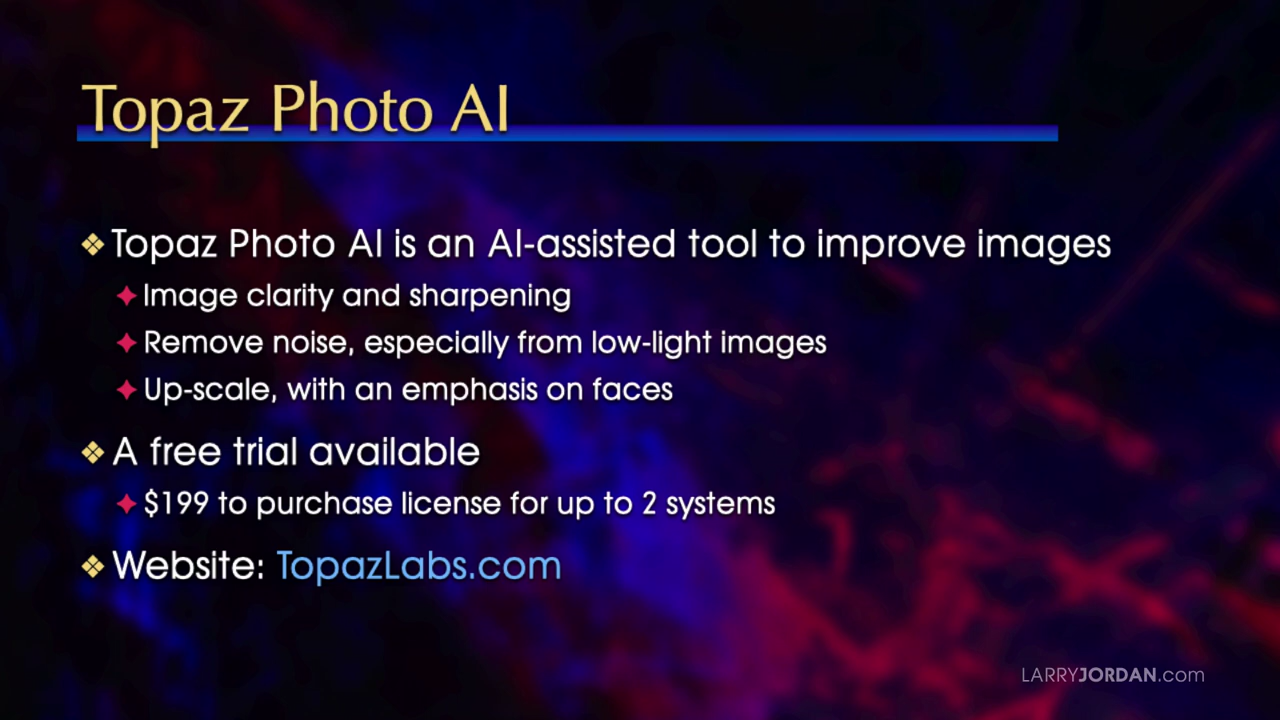 Topaz Photo AI
Topaz Photo AI is an AI-assisted tool to improve images
Image clarity and sharpening
Remove noise, especially from low-light images
Up-scale, with an emphasis on faces
A free trial available
$199 to purchase license for up to 2 systems
Website: TopazLabs.com
LARRYJORDAN.com